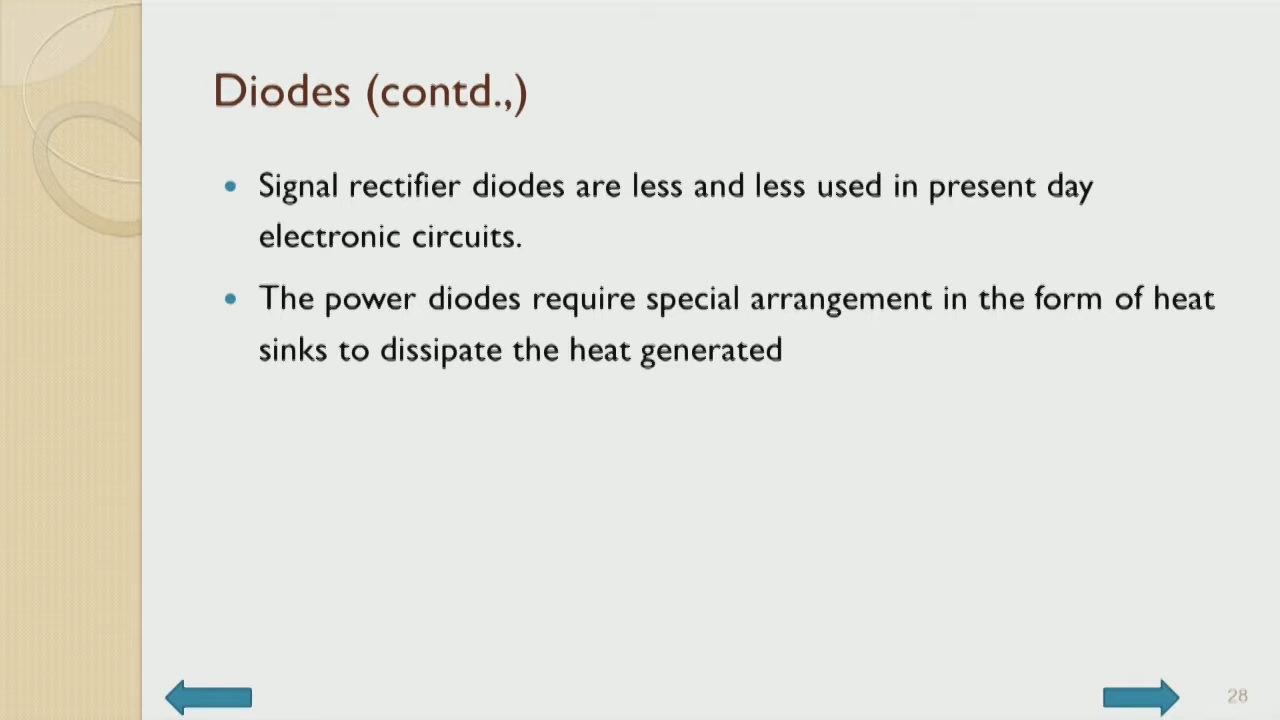 Diodes (contd.,)
• Signal rectifier diodes are less and less used in present day
electronic circuits.
• The power diodes require special arrangement in the form of heat
sinks to dissipate the heat generated
28